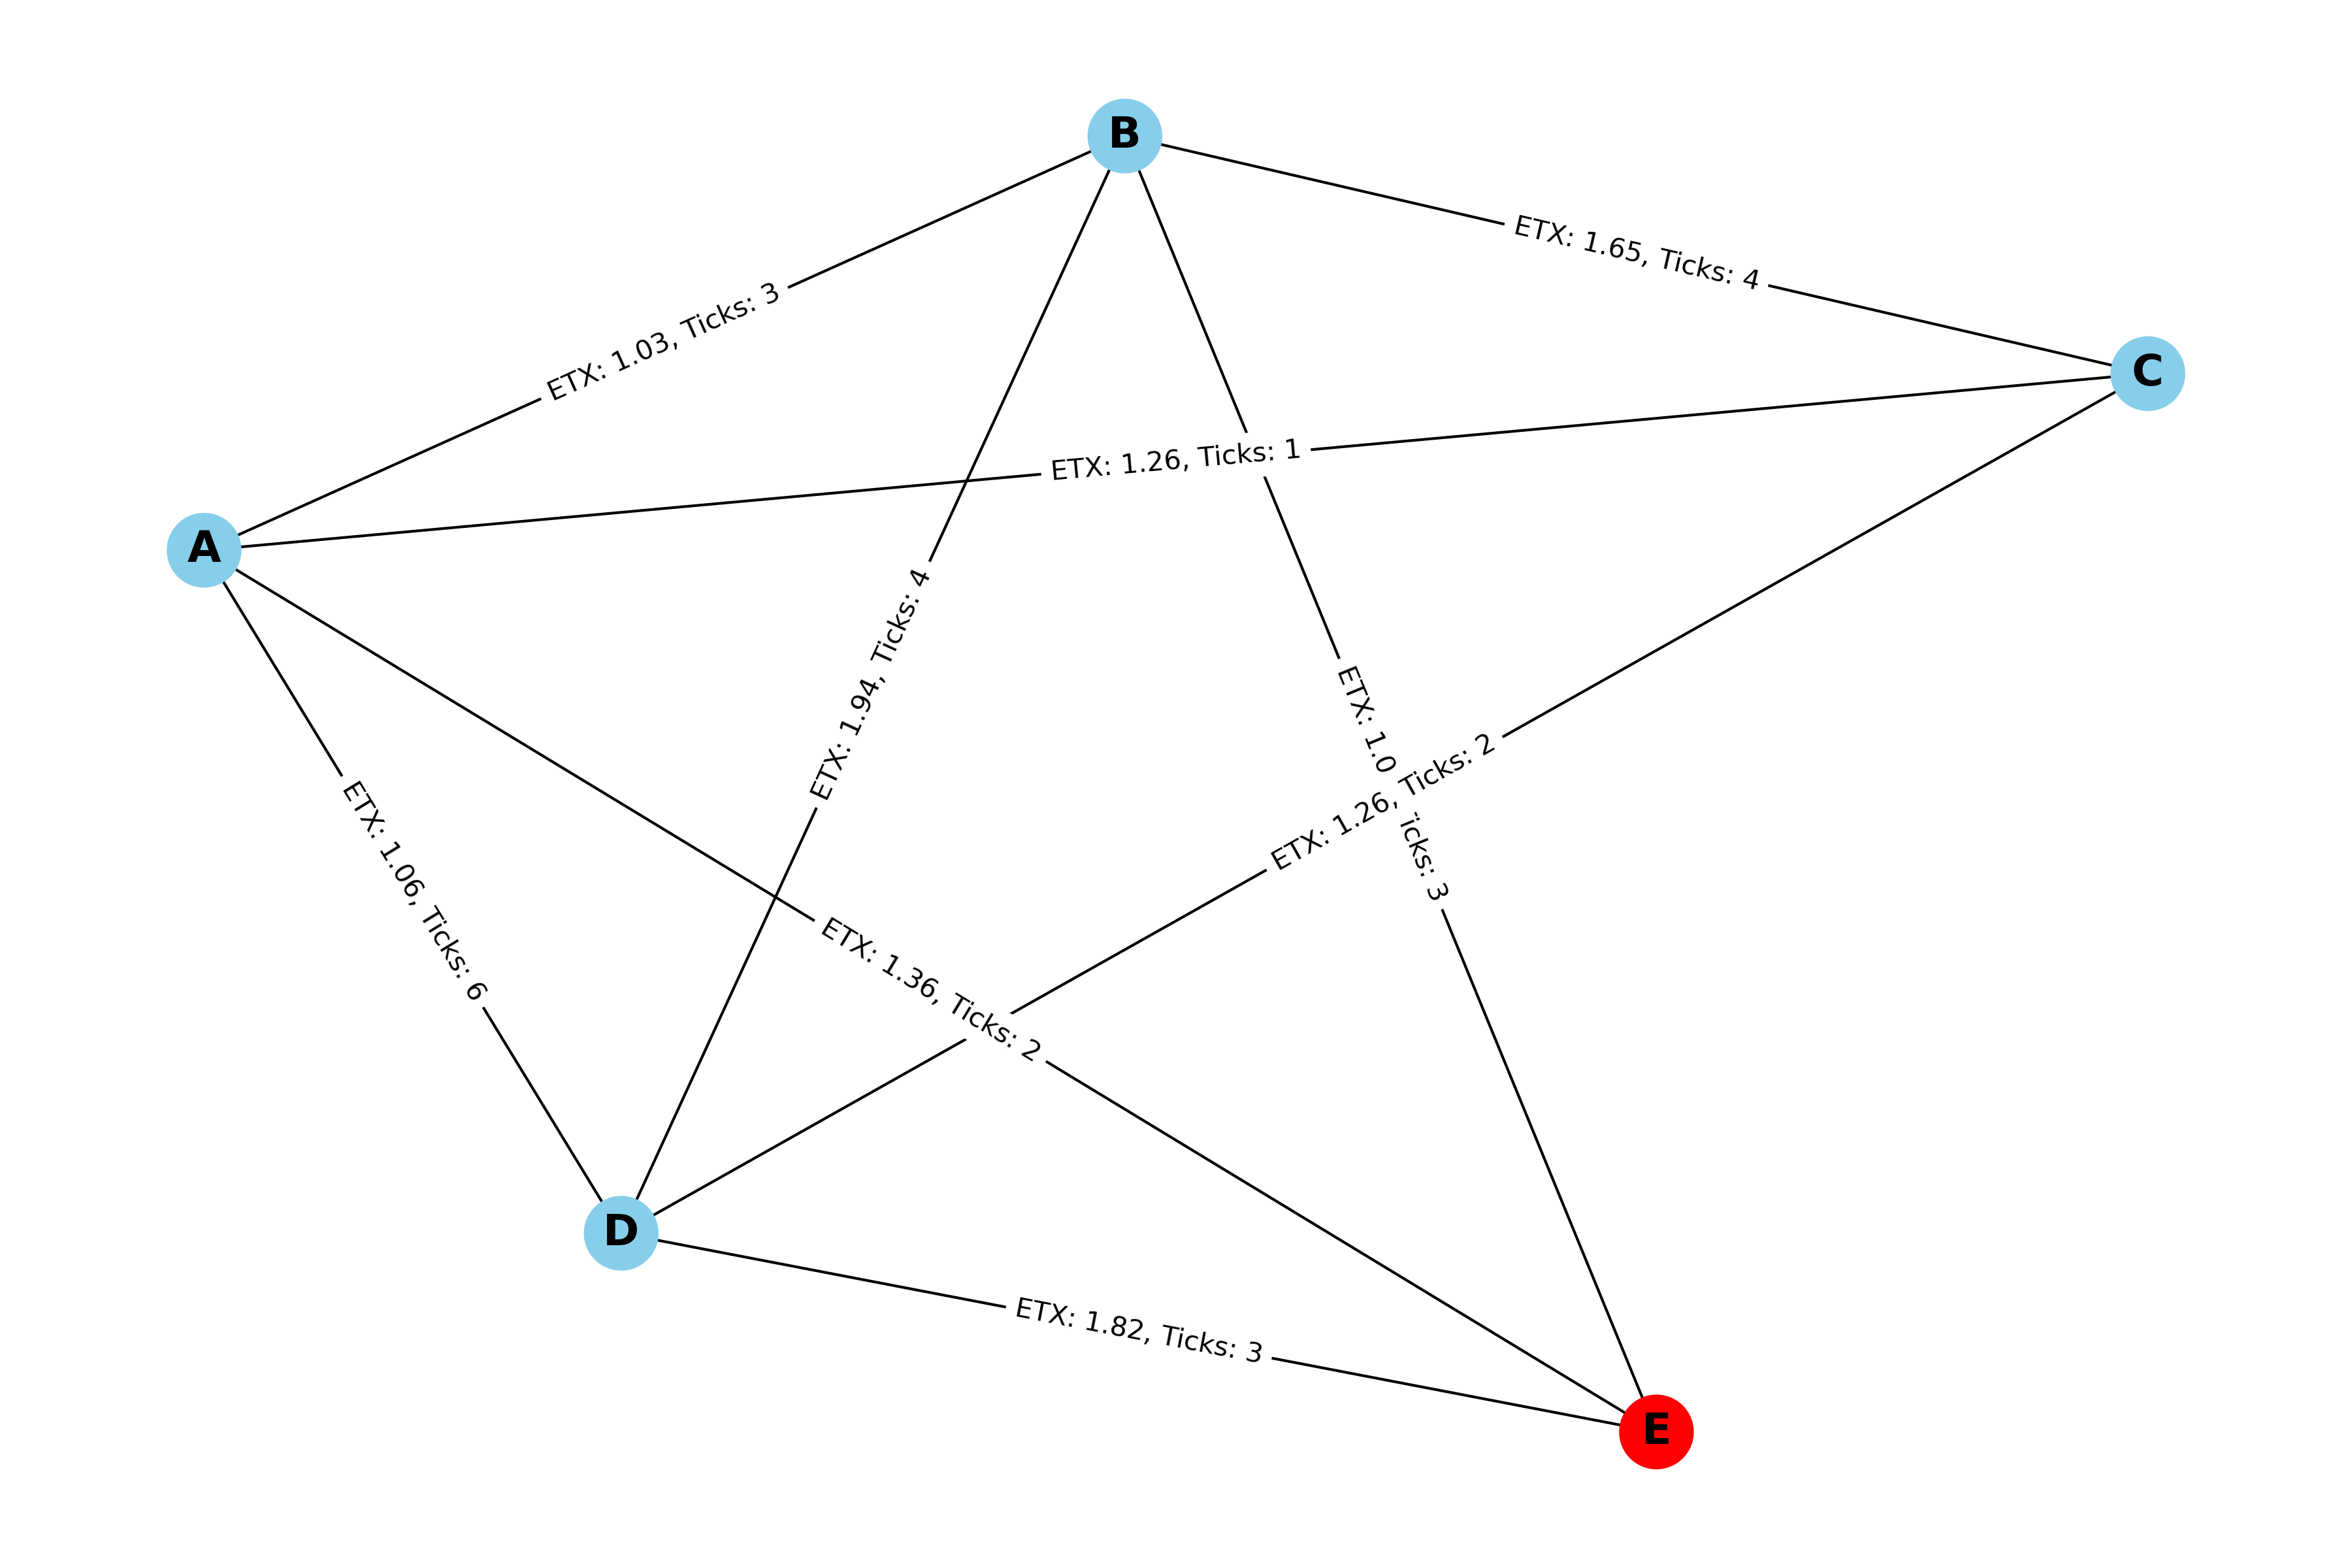 B
ETX: 1.65, Ticks: 4
ETX: 1.03, Ticks: 3
C
ETX: 1.26, Ticks: 1
A
ETX: 1.94, Ticks: 4
ETX: Ticks: 3
ETX: 1.26, Ticks: 2
ETX: 1.06, Ticks: 6
ETX: 1.36, Ticks: 2
D
ETX: 1.82, Ticks: 3
E